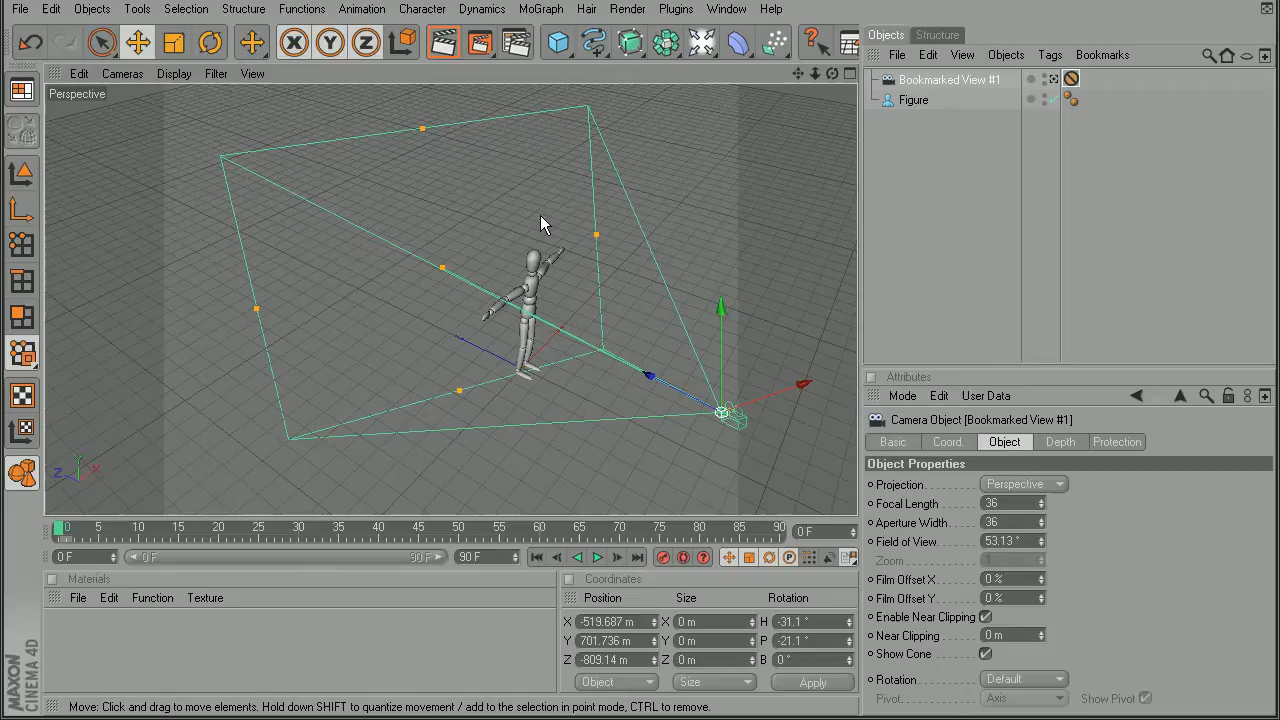 File Edit Objects Tools Selection Structure Functions Animation Character Dynamics MoGraph Hair Render Plugins Window Help
Objects Structure
File Edit View Objects Tags Bookmarks
Edit Cameras Display Filter View
Perspective
Bookmarked View #1
Figure
Attributes
Mode Edit User Data
Camera Object [Bookmarked View #1]
Basic Coord. Object Depth Protection
Object Properties
Projection Perspective
Focal Length 36
Aperture Width 36
Field of View 53.13 °
Zoom 1
Film Offset X 0 %
Film Offset Y 0 %
Enable Near Clipping
Near Clipping 0 m
Show Cone
Rotation Default
Pivot Axis Show Pivot
X Y Z
Y X Z
0 5 10 15 20 25 30 35 40 45 50 55 60 65 70 75 80 85 90 0 F
0 F 0 F 90 F 90 F
Materials
File Edit Function Texture
Coordinates
Position Size Rotation
X -519.687 m X 0 m H -31.1 °
Y 701.736 m Y 0 m P -21.1 °
Z -809.14 m Z 0 m B 0 °
Object Size Apply
MAXON
CINEMA 4D
Move: Click and drag to move elements. Hold down SHIFT to ent / add to the selection in point mode, CTRL to remove.